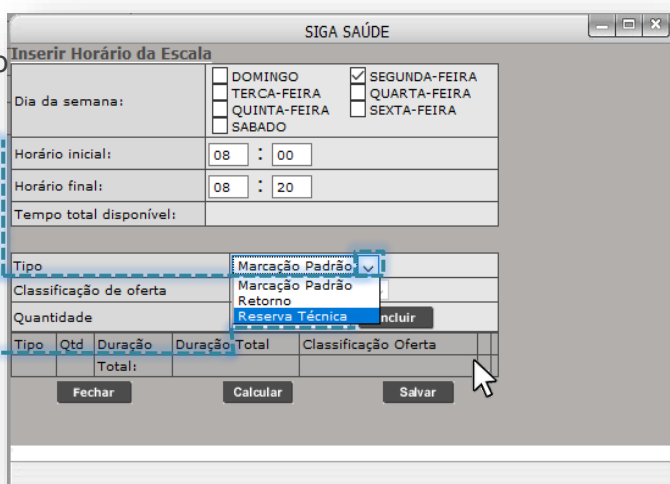 SIGA SAÚDE
Inserir Horário da Escala
Dia da semana:
DOMINGO
SEGUNDA-FEIRA
TERCA-FEIRA
QUARTA-FEIRA
QUINTA-FEIRA
SEXTA-FEIRA
SABADO
Horário inicial: 08 : 00
Horário final: 08 : 20
Tempo total disponível:
Tipo Marcação Padrão
Marcação Padrão
Classificação de oferta
Retorno
Quantidade Reserva Técnica ncluir
Tipo Qtd Duração Duração Total Classificação Oferta
Total:
Fechar Calcular Salvar